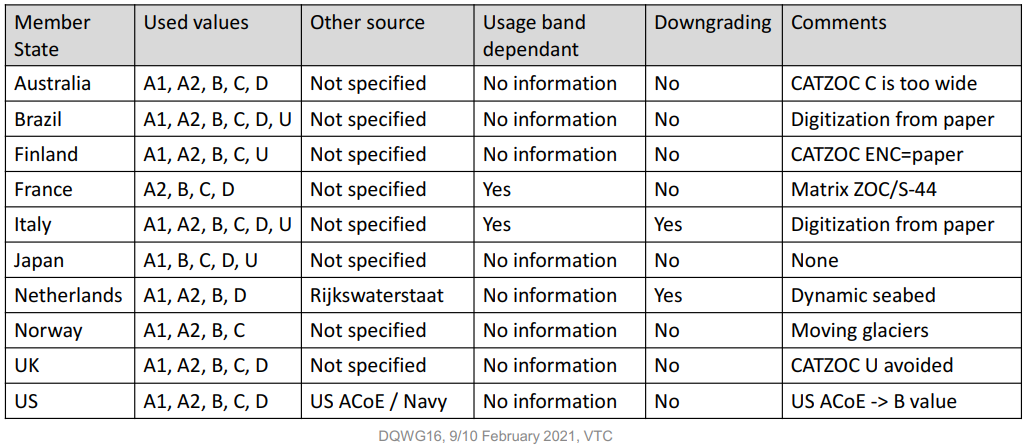 Member State Used values Other source Usage band dependant Downgrading Comments
Australia A1, A2, B, C, D Not specified No information No CATZOC C is too wide
Brazil A1, A2, B, C, D, U Not specified No information No Digitization from paper
Finland A1, A2, B, C, U Not specified No information No CATZOC ENC=paper
France A2, B, C, D Not specified Yes No Matrix ZOC/S-44
Italy A1, A2, B, C, D, U Not specified Yes Yes Digitization from paper
Japan A1, B, C, D, U Not specified No information No None
Netherlands A1, A2, B, D Rijkswaterstaat No information Yes Dynamic seabed
Norway A1, A2, B, C Not specified No information No Moving glaciers
UK A1, A2, B, C, D Not specified No information No CATZOC U avoided
US A1, A2, B, C, D US ACoE / Navy No information No US ACoE -> B value
DQWG16, 9/10 February 2021, VTC